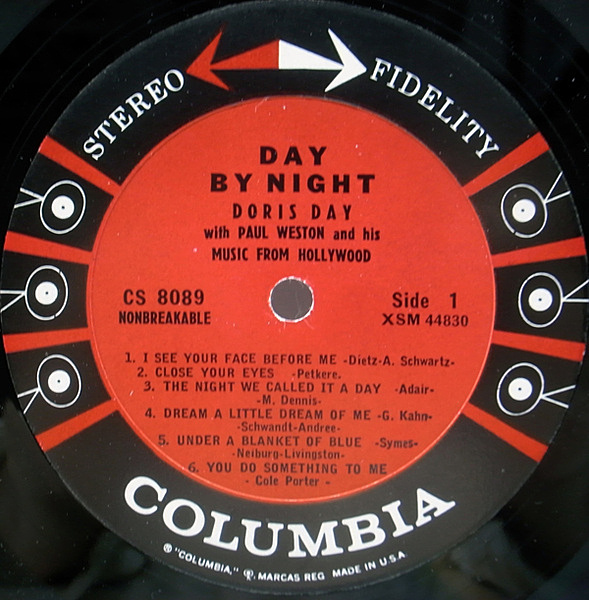 STEREO FIDELITY
DAY
BY NIGHT
DORIS DAY
with PAUL WESTON and his
MUSIC FROM HOLLYWOOD
CS 8089
NONBREAKABLE
Side 1
XSM 44830
1. I SEE YOUR FACE BEFORE ME -Dietz-A. Schwartz-
2. CLOSE YOUR EYES -Petkere.
3. THE NIGHT WE CALLED IT A DAY -Adair-
-M. Dennis-
4. DREAM A LITTLE DREAM OF ME -G. Kahn-
-Schwandt-Andree-
5. UNDER A BLANKET OF BLUE -Symes-
-Neiburg-Livingston-
6. YOU DO SOMETHING TO ME
- Cole Porter -
COLUMBIA
® "COLUMBIA," ⓟ, MARCAS REG MADE IN U.S.A.